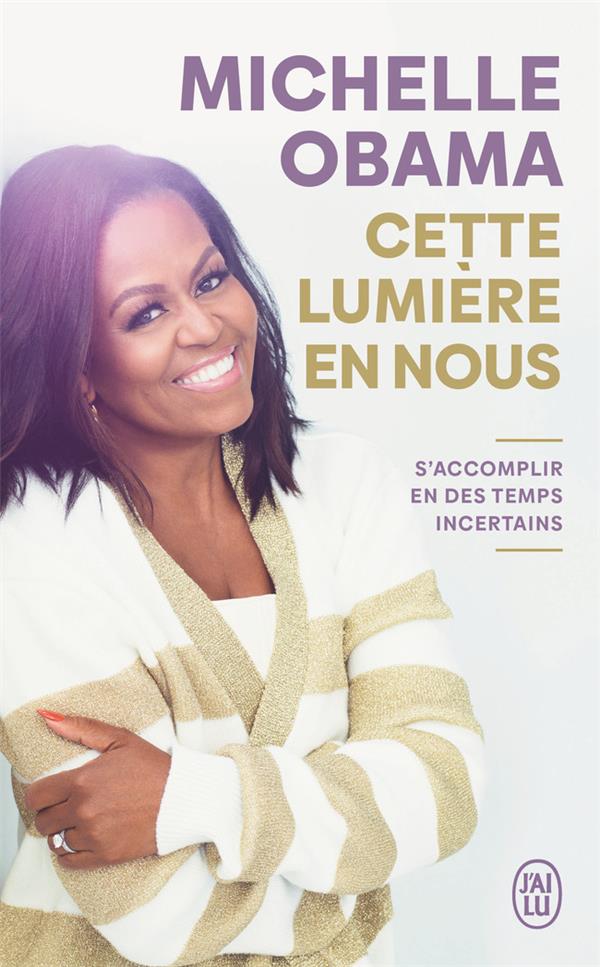 MICHELLE
OBAMA
CETTE
LUMIÈRE
EN NOUS
S’ACCOMPLIR
EN DES TEMPS
INCERTAINS
J’AI
LU